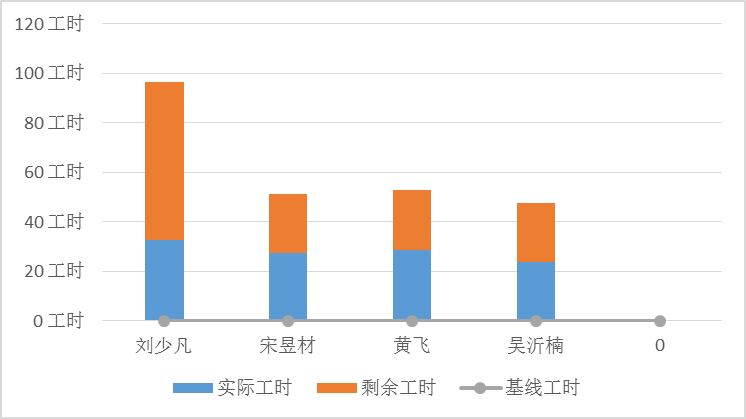 120 工时
100 工时
80 工时
60 工时
40 工时
20 工时
0 工时
刘少凡 宋昱材 黄飞 吴沂楠 0
实际工时 剩余工时 基线工时